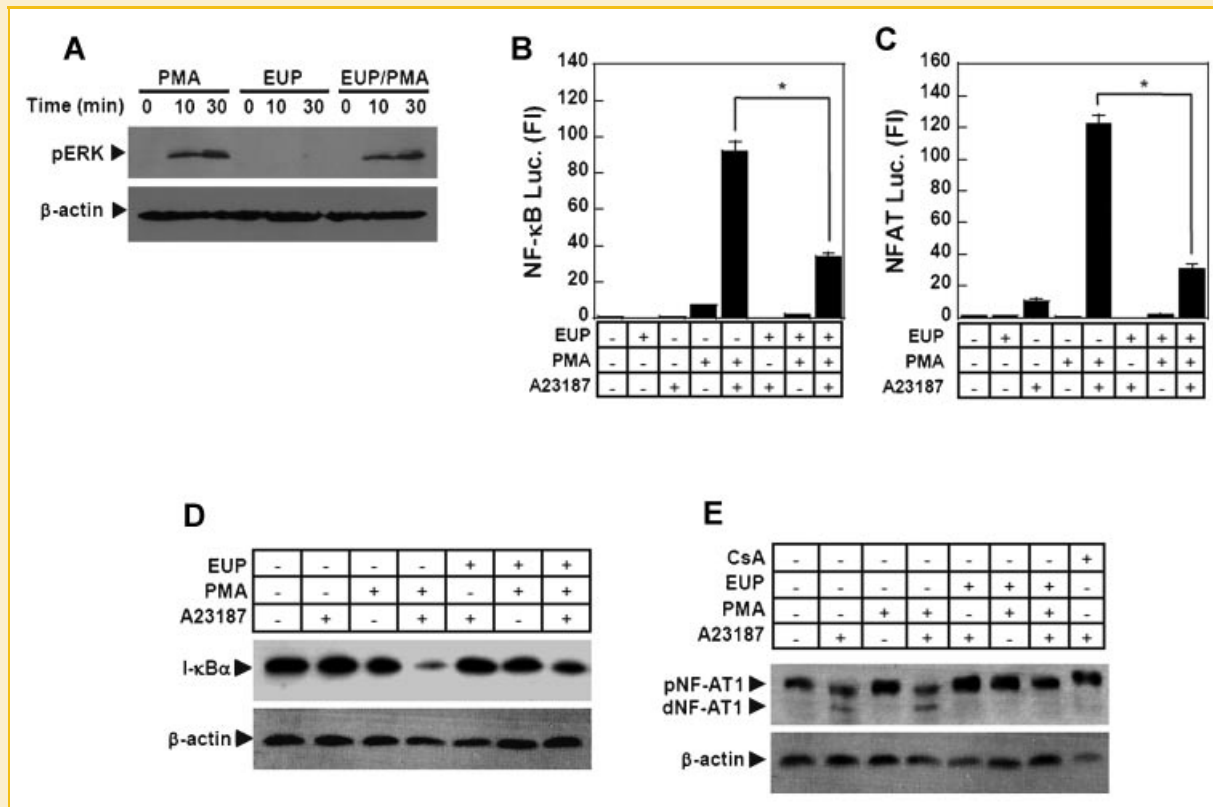 A
PMA EUP EUP/PMA
Time (min) 0 10 30 0 10 30 0 10 30
pERK
β-actin
B
NF-κB Luc. (FI)
140
120
100
80
60
40
20
0
*
EUP - + - - - + + +
PMA - - - + + - + +
A23187 - - + - + + - +
C
NFAT Luc. (FI)
160
140
120
100
80
60
40
20
0
*
EUP - + - - - + + +
PMA - - - + + - + +
A23187 - - + - + + - +
D
EUP - - - - + + +
PMA - - + + - + +
A23187 - + - + + - +
I-κBα
β-actin
E
CsA - - - - - - - +
EUP - - - - + + + -
PMA - - + + - + + -
A23187 - + - + + - + +
pNF-AT1
dNF-AT1
β-actin